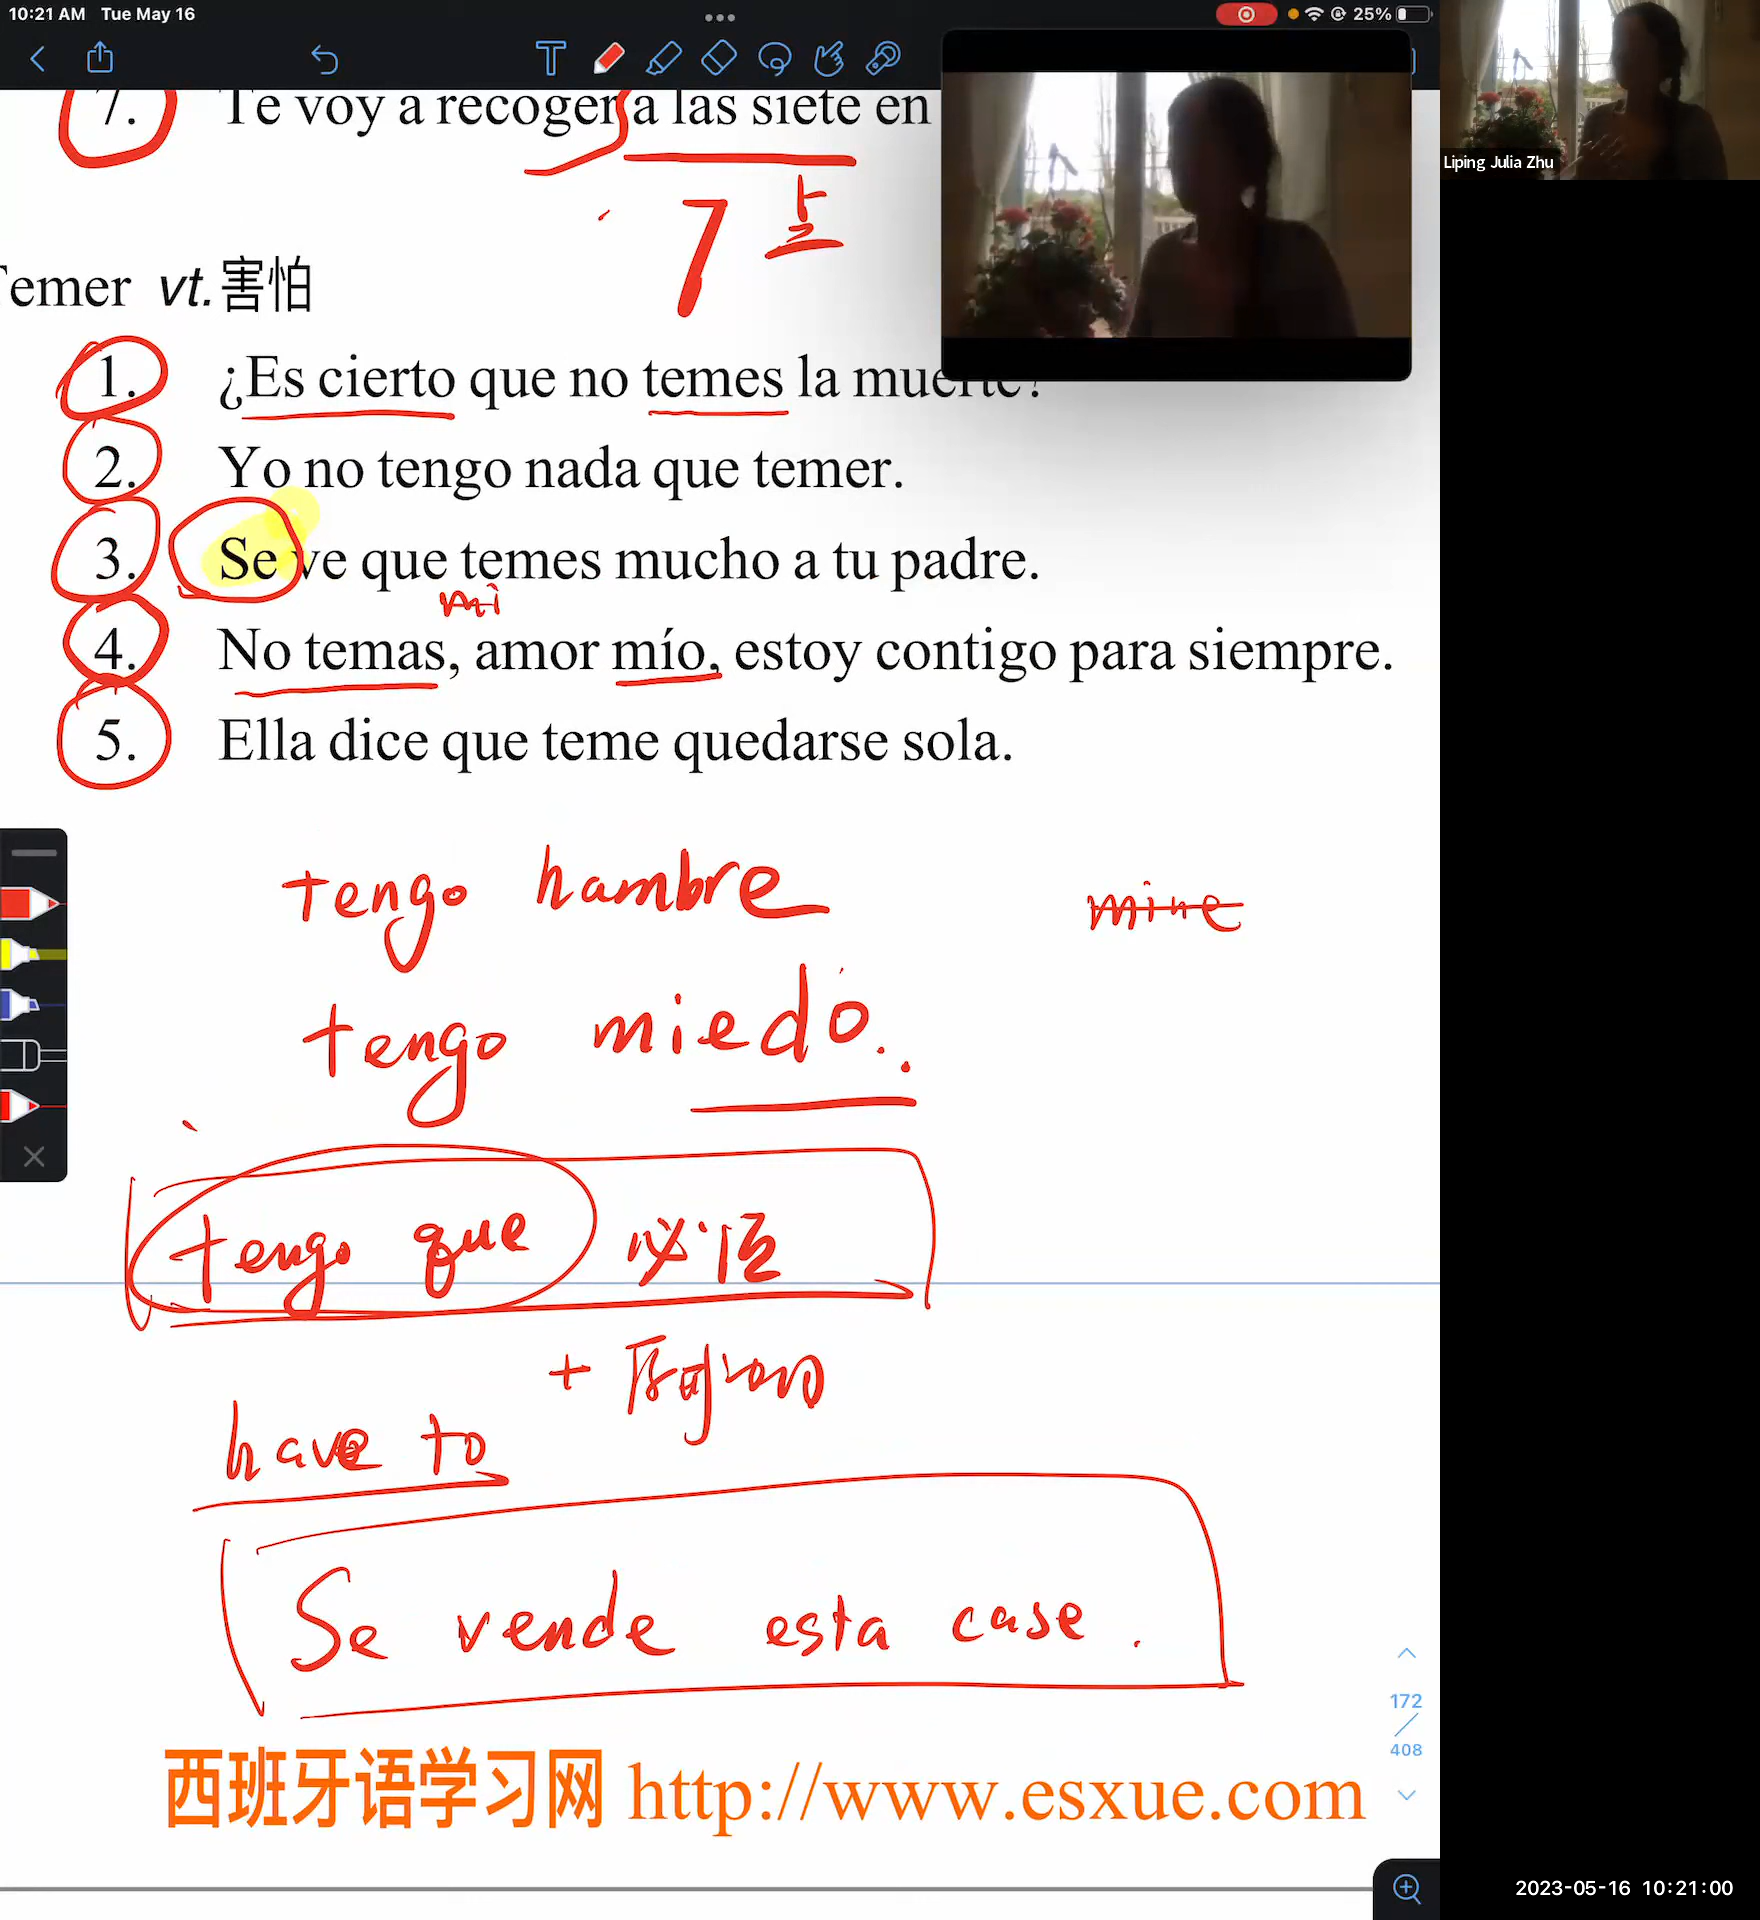 10:21 AM Tue May 16
25%
Liping Julia Zhu
7. Te voy a recoger a las siete en
7 点
Temer vt.害怕
1. ¿Es cierto que no temes la muerte?
2. Yo no tengo nada que temer.
3. Se ve que temes mucho a tu padre.
mi
4. No temas, amor mío, estoy contigo para siempre.
5. Ella dice que teme quedarse sola.
tengo hambre
mine
tengo miedo..
tengo que 必须
+
have to
Se vende esta case.
172
408
西班牙语学习网 http://www.esxue.com
2023-05-16 10:21:00